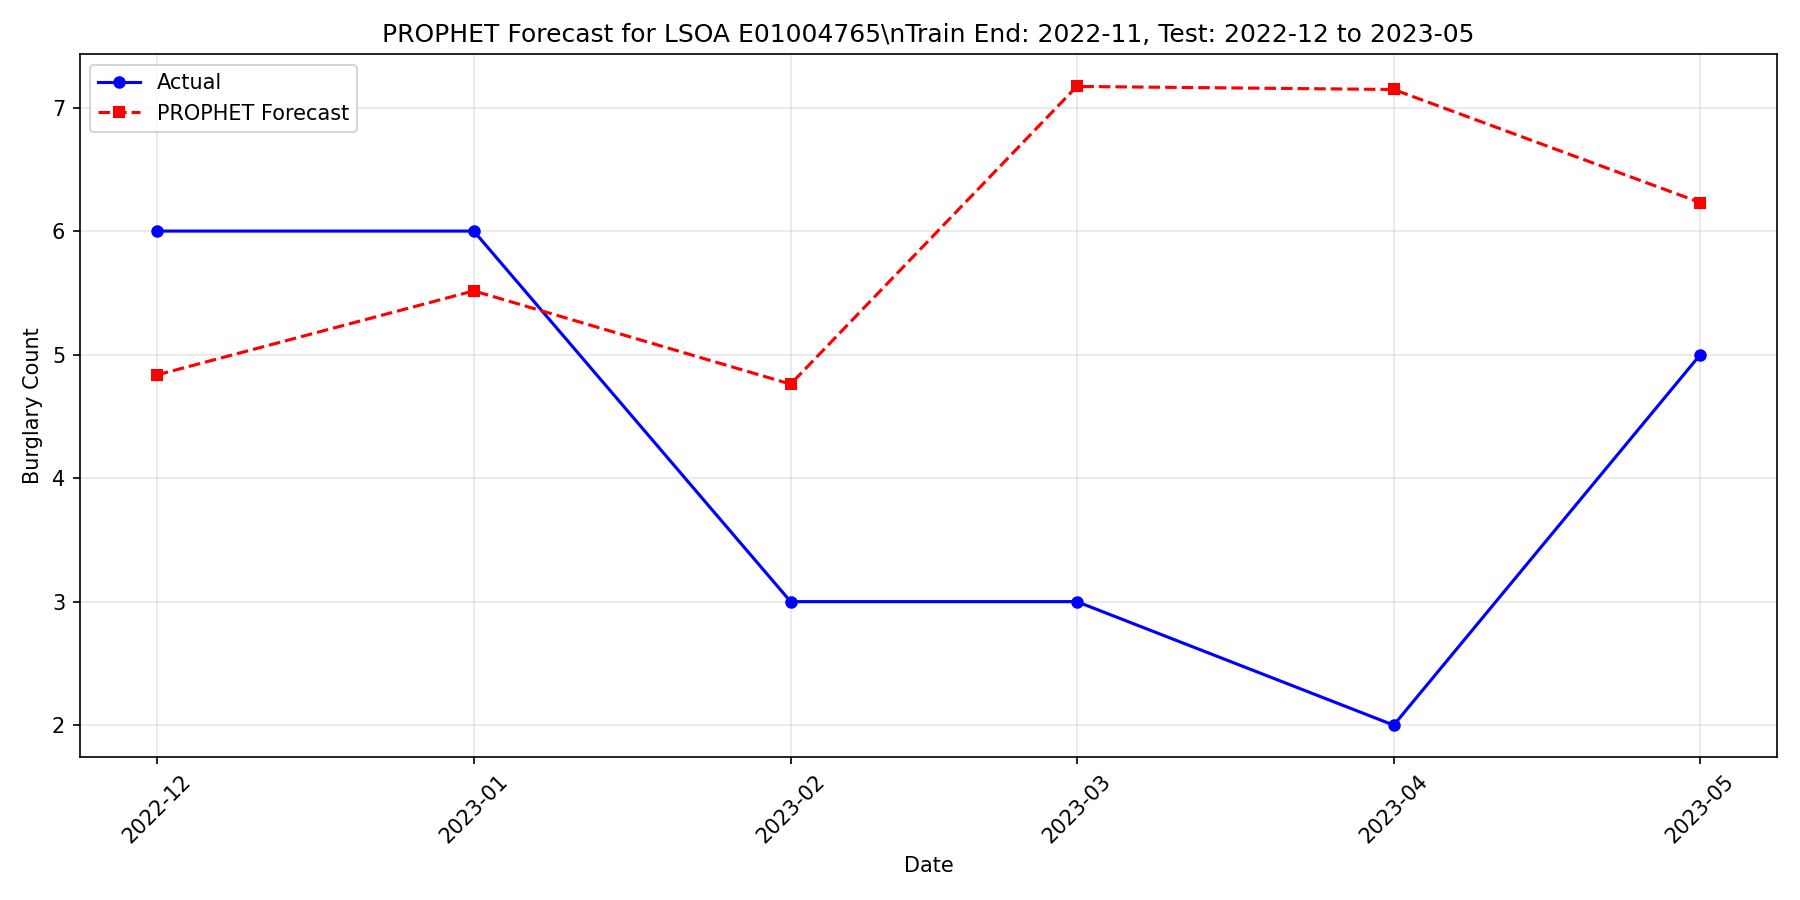 PROPHET Forecast for LSOA E01004765\nTrain End: 2022-11, Test: 2022-12 to 2023-05
Actual
PROPHET Forecast
Burglary Count
7
6
5
4
3
2
2022-12
2023-01
2023-02
2023-03
2023-04
2023-05
Date